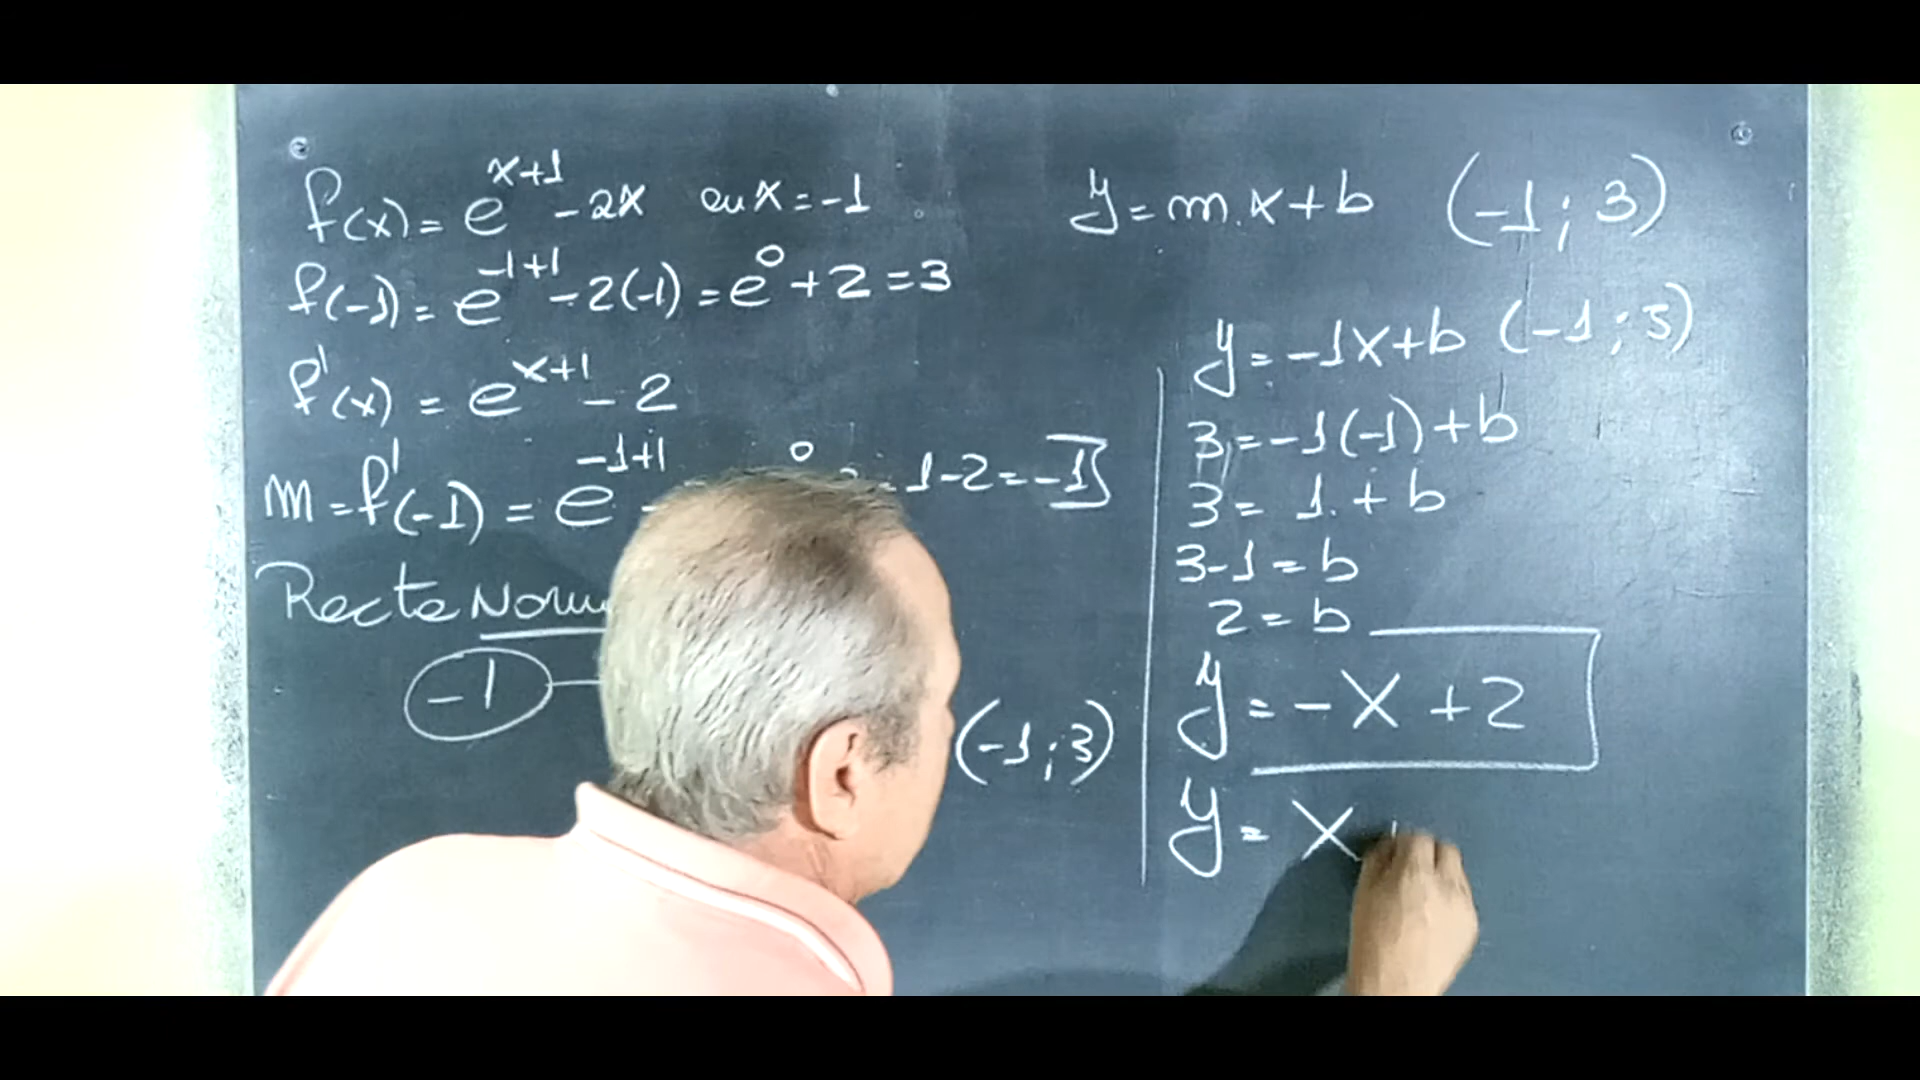 f(x) = e^{x+1} - 2x en x = -1
f(-1) = e^{-1+1} - 2(-1) = e^0 + 2 = 3
f'(x) = e^{x+1} - 2
m = f'(-1) = e^{-1+1} - 0 1-2 = -1
Recta
-1
(-1; 3)
y = m.x + b (-1; 3)
y = -1x + b (-1; 3)
3 = -1(-1) + b
3 = 1. + b
3-1 = b
2 = b
y = -x + 2
y = x